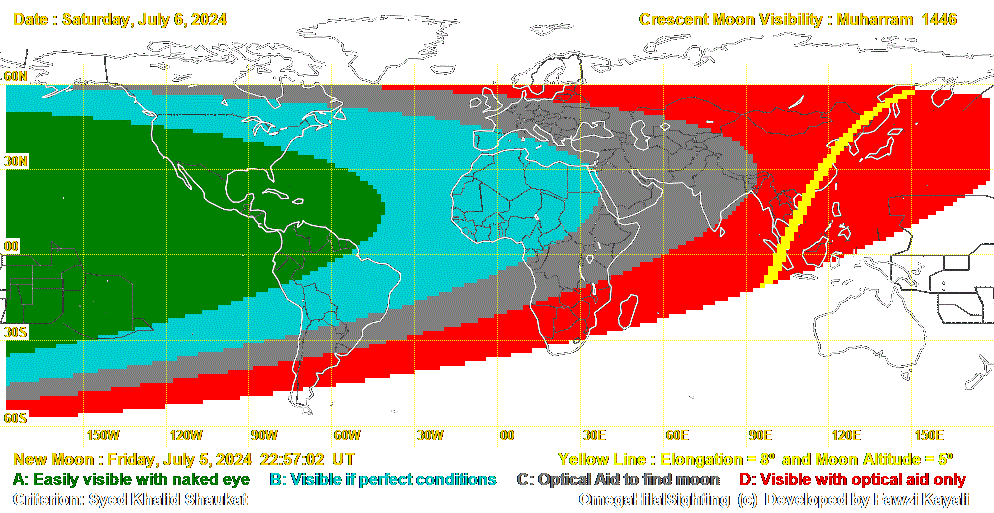 Date : Saturday, July 6, 2024 Crescent Moon Visibility : Muharram 1446
60N
30N
00
30S
60S
150W 120W 90W 60W 30W 00 30E 60E 90E 120E 150E
New Moon : Friday, July 5, 2024 22:57:02 UT Yellow Line : Elongation = 8º and Moon Altitude = 5º
A: Easily visible with naked eye B: Visible if perfect conditions C: Optical Aid to find moon D: Visible with optical aid only
Criterion: Syed Khalid Shaukat OmegaHilalSighting (c) Developed by Fawzi Kayali